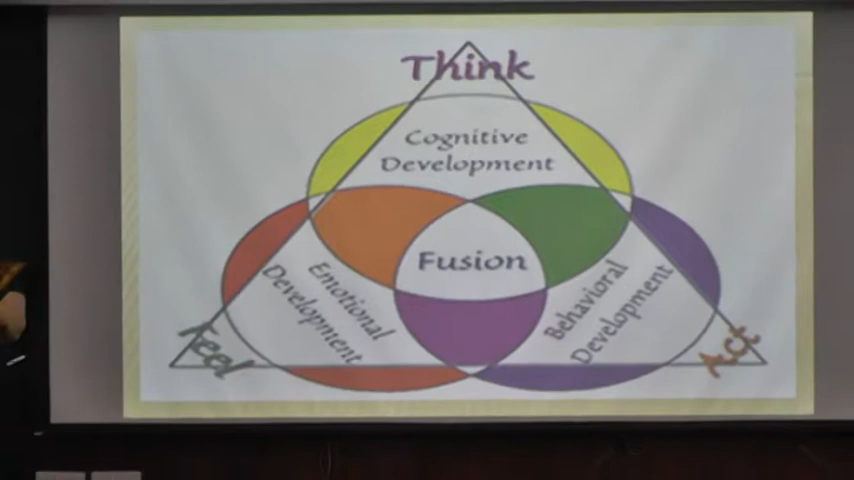 Think
Cognitive
Development
Fusion
Emotional
Development
Behavioral
Development
Feel
Act